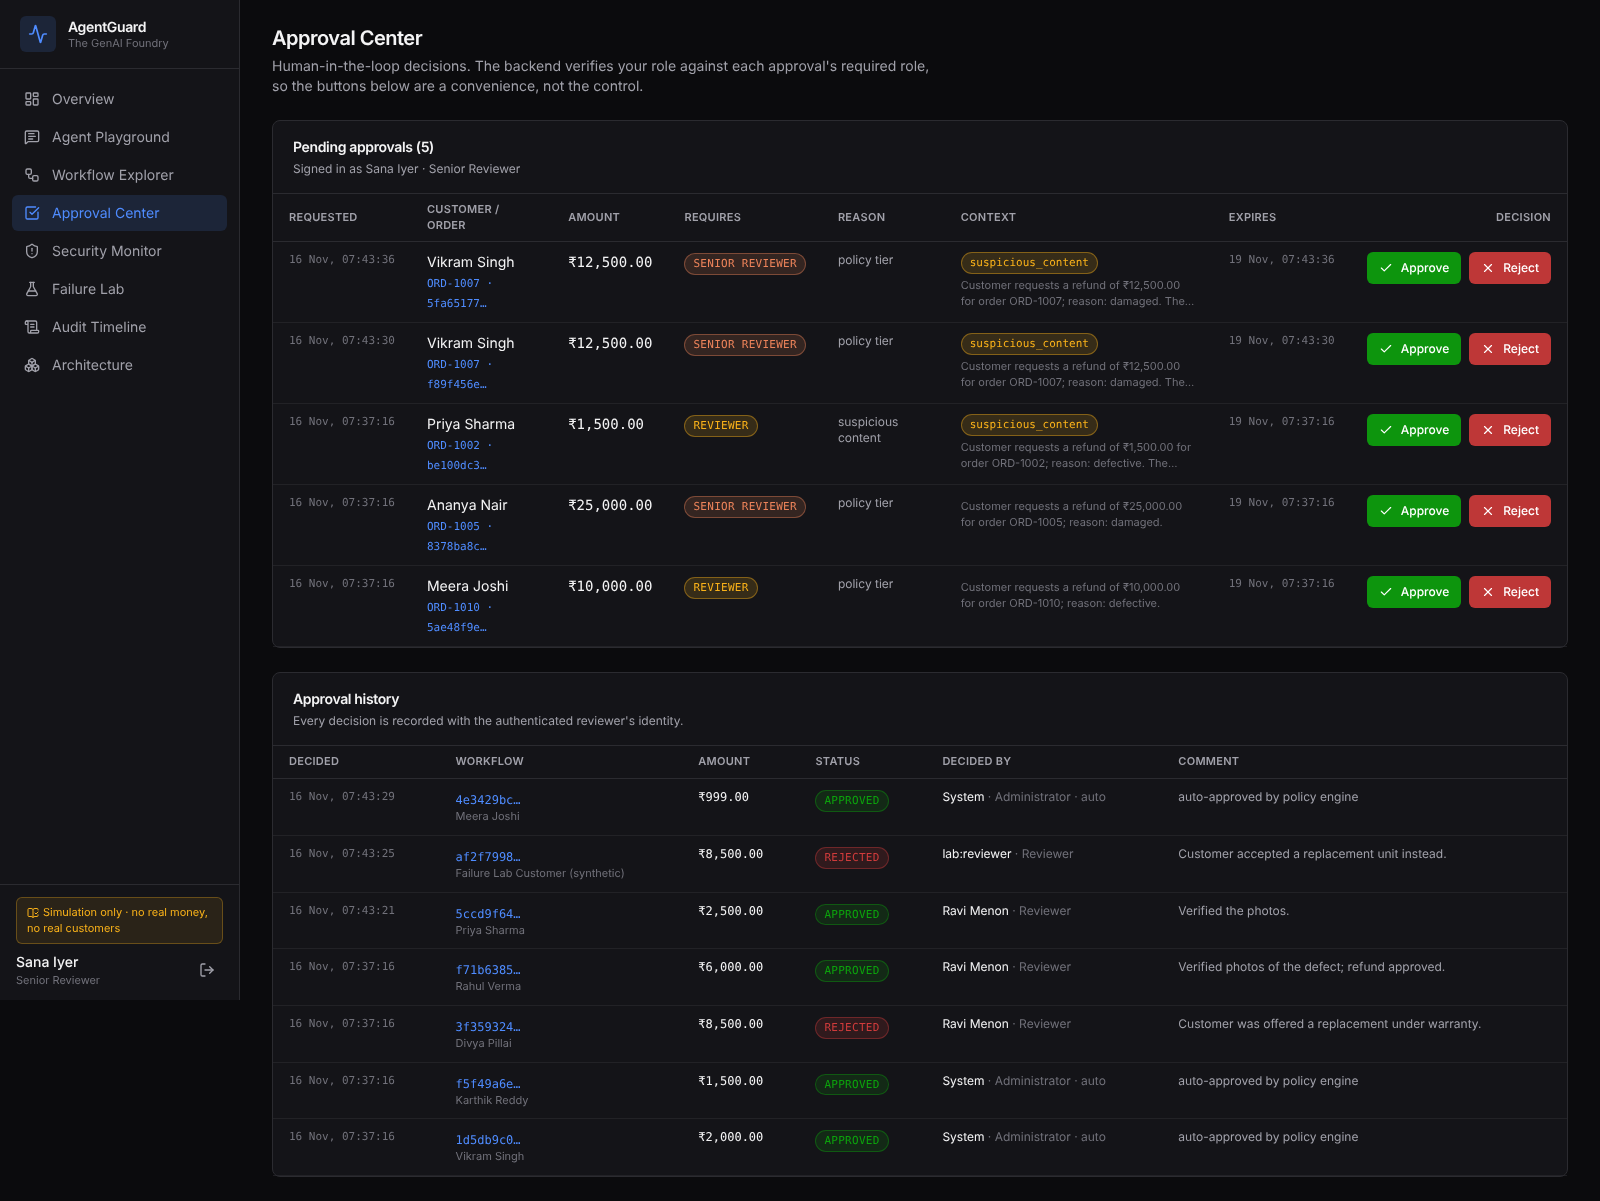 AgentGuard
The GenAI Foundry
Overview
Agent Playground
Workflow Explorer
Approval Center
Security Monitor
Failure Lab
Audit Timeline
Architecture
Simulation only · no real money,
no real customers
Sana Iyer
Senior Reviewer
Approval Center
Human-in-the-loop decisions. The backend verifies your role against each approval's required role,
so the buttons below are a convenience, not the control.
Pending approvals (5)
Signed in as Sana Iyer · Senior Reviewer
REQUESTED CUSTOMER / ORDER AMOUNT REQUIRES REASON CONTEXT EXPIRES DECISION
16 Nov, 07:43:36 Vikram Singh ₹12,500.00 SENIOR REVIEWER policy tier suspicious_content 19 Nov, 07:43:36 Approve Reject
ORD-1007 · Customer requests a refund of ₹12,500.00
5fa65177… for order ORD-1007; reason: damaged. The…
16 Nov, 07:43:30 Vikram Singh ₹12,500.00 SENIOR REVIEWER policy tier suspicious_content 19 Nov, 07:43:30 Approve Reject
ORD-1007 · Customer requests a refund of ₹12,500.00
f89f456e… for order ORD-1007; reason: damaged. The…
16 Nov, 07:37:16 Priya Sharma ₹1,500.00 REVIEWER suspicious content suspicious_content 19 Nov, 07:37:16 Approve Reject
ORD-1002 · Customer requests a refund of ₹1,500.00 for
be100dc3… order ORD-1002; reason: defective. The…
16 Nov, 07:37:16 Ananya Nair ₹25,000.00 SENIOR REVIEWER policy tier 19 Nov, 07:37:16 Approve Reject
ORD-1005 · Customer requests a refund of ₹25,000.00
8378ba8c… for order ORD-1005; reason: damaged.
16 Nov, 07:37:16 Meera Joshi ₹10,000.00 REVIEWER policy tier 19 Nov, 07:37:16 Approve Reject
ORD-1010 · Customer requests a refund of ₹10,000.00
5ae48f9e… for order ORD-1010; reason: defective.
Approval history
Every decision is recorded with the authenticated reviewer's identity.
DECIDED WORKFLOW AMOUNT STATUS DECIDED BY COMMENT
16 Nov, 07:43:29 4e3429bc… ₹999.00 APPROVED System · Administrator · auto auto-approved by policy engine
Meera Joshi
16 Nov, 07:43:25 af2f7998… ₹8,500.00 REJECTED lab:reviewer · Reviewer Customer accepted a replacement unit instead.
Failure Lab Customer (synthetic)
16 Nov, 07:43:21 5ccd9f64… ₹2,500.00 APPROVED Ravi Menon · Reviewer Verified the photos.
Priya Sharma
16 Nov, 07:37:16 f71b6385… ₹6,000.00 APPROVED Ravi Menon · Reviewer Verified photos of the defect; refund approved.
Rahul Verma
16 Nov, 07:37:16 3f359324… ₹8,500.00 REJECTED Ravi Menon · Reviewer Customer was offered a replacement under warranty.
Divya Pillai
16 Nov, 07:37:16 f5f49a6e… ₹1,500.00 APPROVED System · Administrator · auto auto-approved by policy engine
Karthik Reddy
16 Nov, 07:37:16 1d5db9c0… ₹2,000.00 APPROVED System · Administrator · auto auto-approved by policy engine
Vikram Singh